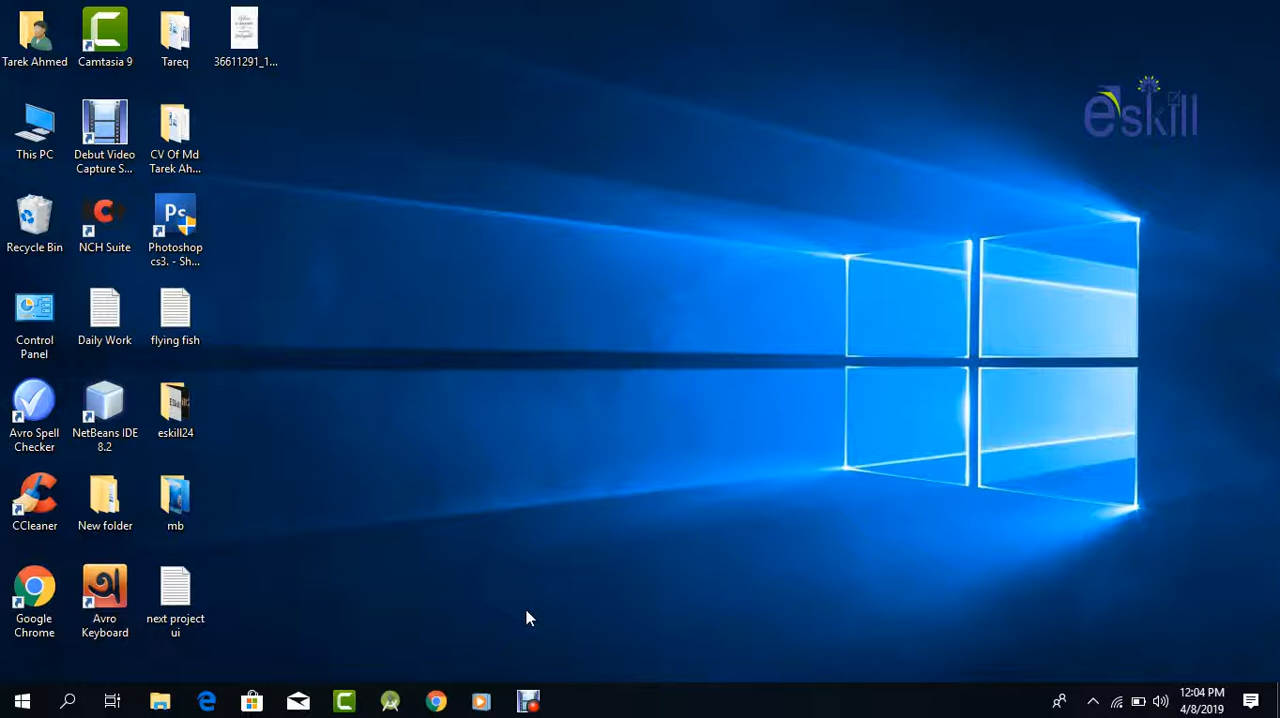 Tarek Ahmed
Camtasia 9
Tareq
36611291_1...
eskill
This PC
Debut Video
Capture S...
CV Of Md
Tarek Ah...
Recycle Bin
NCH Suite
Ps
Photoshop
cs3. - Sh...
Control
Panel
Daily Work
flying fish
Avro Spell
Checker
NetBeans IDE
8.2
eskill24
CCleaner
New folder
mb
Google
Chrome
অ
Avro
Keyboard
next project
ui
12:04 PM
4/8/2019